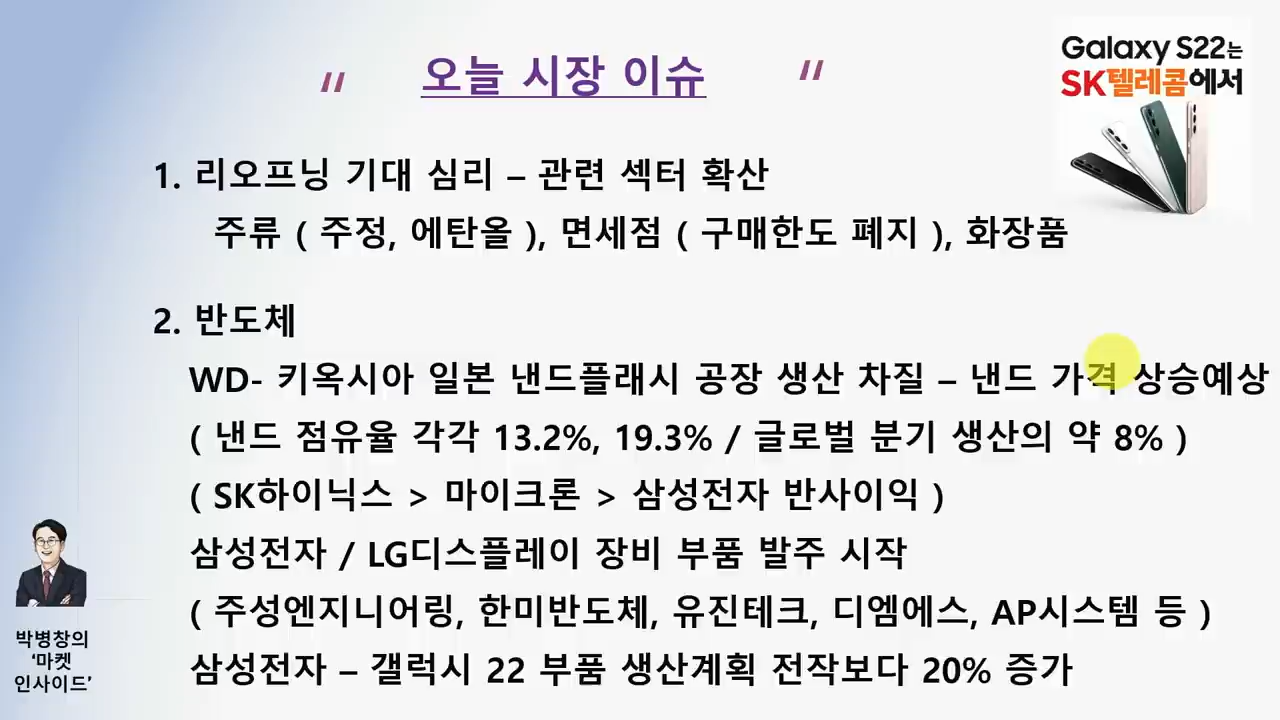 " 오늘 시장 이슈 "
Galaxy S22는
SK텔레콤에서
1. 리오프닝 기대 심리 – 관련 섹터 확산
주류 ( 주정, 에탄올 ), 면세점 ( 구매한도 폐지 ), 화장품
2. 반도체
WD- 키옥시아 일본 낸드플래시 공장 생산 차질 – 낸드 가격 상승예상
( 낸드 점유율 각각 13.2%, 19.3% / 글로벌 분기 생산의 약 8% )
( SK하이닉스 > 마이크론 > 삼성전자 반사이익 )
삼성전자 / LG디스플레이 장비 부품 발주 시작
( 주성엔지니어링, 한미반도체, 유진테크, 디엠에스, AP시스템 등 )
삼성전자 – 갤럭시 22 부품 생산계획 전작보다 20% 증가
박병창의
‘마켓
인사이드’